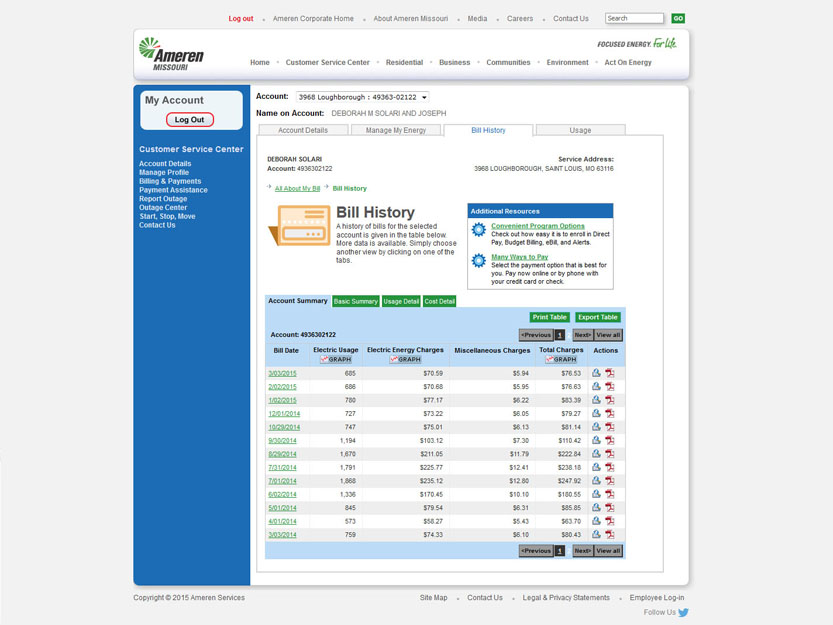 Log out Ameren Corporate Home About Ameren Missouri Media Careers Contact Us Search GO
Ameren
MISSOURI
FOCUSED ENERGY. For life.
Home Customer Service Center Residential Business Communities Environment Act On Energy
My Account
Log Out
Customer Service Center
Account Details
Manage Profile
Billing & Payments
Payment Assistance
Report Outage
Outage Center
Start, Stop, Move
Contact Us
Account: 3968 Loughborough : 49363-02122
Name on Account: DEBORAH M SOLARI AND JOSEPH
Account Details Manage My Energy Bill History Usage
DEBORAH SOLARI
Account: 4936302122
Service Address:
3968 LOUGHBOROUGH, SAINT LOUIS, MO 63116
All About My Bill Bill History
Bill History
A history of bills for the selected
account is given in the table below.
More data is available. Simply choose
another view by clicking on one of the
tabs.
Additional Resources
Convenient Program Options
Check out how easy it is to enroll in Direct
Pay, Budget Billing, eBill, and Alerts.
Many Ways to Pay
Select the payment option that is best for
you. Pay now online or by phone with
your credit card or check.
Account Summary Basic Summary Usage Detail Cost Detail
Print Table Export Table
Account: 4936302122 <Previous 1 Next> View all
Bill Date Electric Usage Electric Energy Charges Miscellaneous Charges Total Charges Actions
GRAPH GRAPH GRAPH
3/03/2015 685 $70.59 $5.94 $76.53
2/02/2015 686 $70.68 $5.95 $76.63
1/02/2015 780 $77.17 $6.22 $83.39
12/01/2014 727 $73.22 $6.05 $79.27
10/29/2014 747 $75.01 $6.13 $81.14
9/30/2014 1,194 $103.12 $7.30 $110.42
8/29/2014 1,670 $211.05 $11.79 $222.84
7/31/2014 1,791 $225.77 $12.41 $238.18
7/01/2014 1,868 $235.12 $12.80 $247.92
6/02/2014 1,336 $170.45 $10.10 $180.55
5/01/2014 845 $79.54 $6.31 $85.85
4/01/2014 573 $58.27 $5.43 $63.70
3/03/2014 759 $74.33 $6.10 $80.43
<Previous 1 Next> View all
Copyright © 2015 Ameren Services Site Map Contact Us Legal & Privacy Statements Employee Log-in
Follow Us